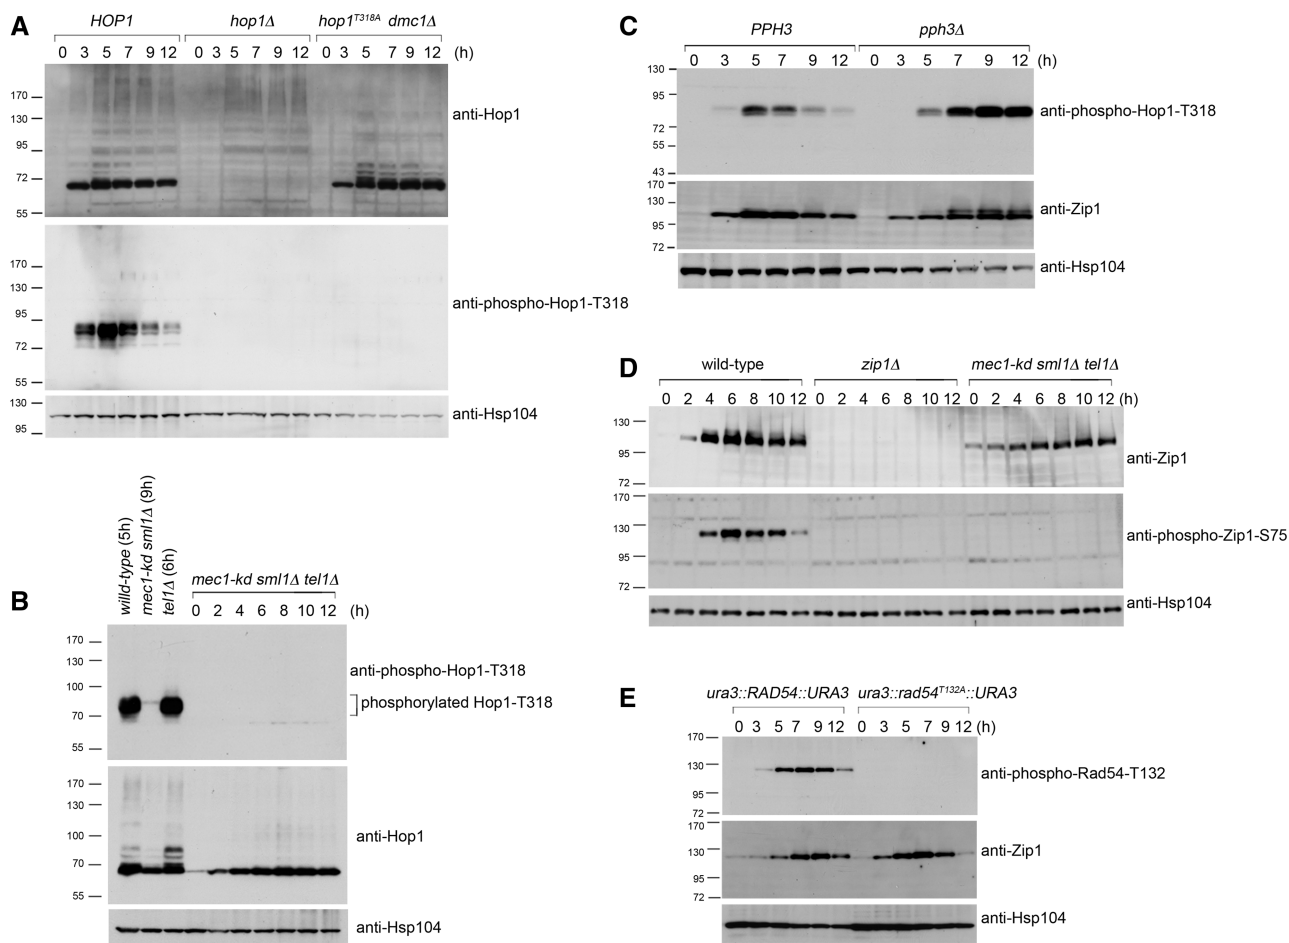 A
HOP1 hop1Δ hop1T318A dmc1Δ
0 3 5 7 9 12 0 3 5 7 9 12 0 3 5 7 9 12 (h)
170
130
95
72
55
anti-Hop1
170
130
95
72
55
anti-phospho-Hop1-T318
130
95
anti-Hsp104
B
willd-type (5h)
mec1-kd sml1Δ (9h)
tel1Δ (6h)
mec1-kd sml1Δ tel1Δ
0 2 4 6 8 10 12 (h)
170
130
100
70
55
anti-phospho-Hop1-T318
phosphorylated Hop1-T318
170
130
100
70
55
anti-Hop1
anti-Hsp104
C
PPH3 pph3Δ
0 3 5 7 9 12 0 3 5 7 9 12 (h)
130
95
72
55
43
anti-phospho-Hop1-T318
170
130
95
72
anti-Zip1
anti-Hsp104
D
wild-type zip1Δ mec1-kd sml1Δ tel1Δ
0 2 4 6 8 10 12 0 2 4 6 8 10 12 0 2 4 6 8 10 12 (h)
130
95
72
anti-Zip1
170
130
95
72
anti-phospho-Zip1-S75
anti-Hsp104
E
ura3::RAD54::URA3 ura3::rad54T132A::URA3
0 3 5 7 9 12 0 3 5 7 9 12 (h)
170
130
95
72
anti-phospho-Rad54-T132
170
130
95
72
anti-Zip1
anti-Hsp104